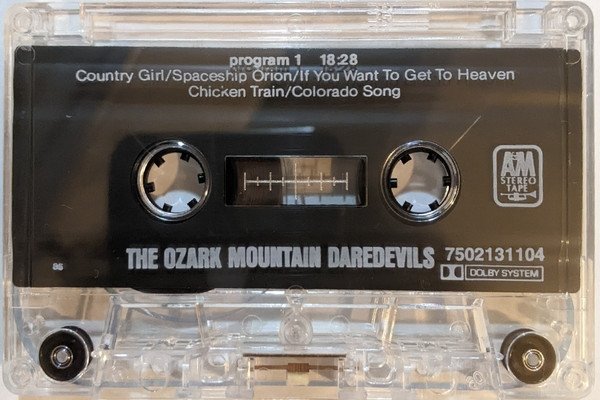 program 1 18:28
Country Girl/Spaceship Orion/If You Want To Get To Heaven
Chicken Train/Colorado Song
A&M
STEREO
TAPE
THE OZARK MOUNTAIN DAREDEVILS 7502131104
DOLBY SYSTEM